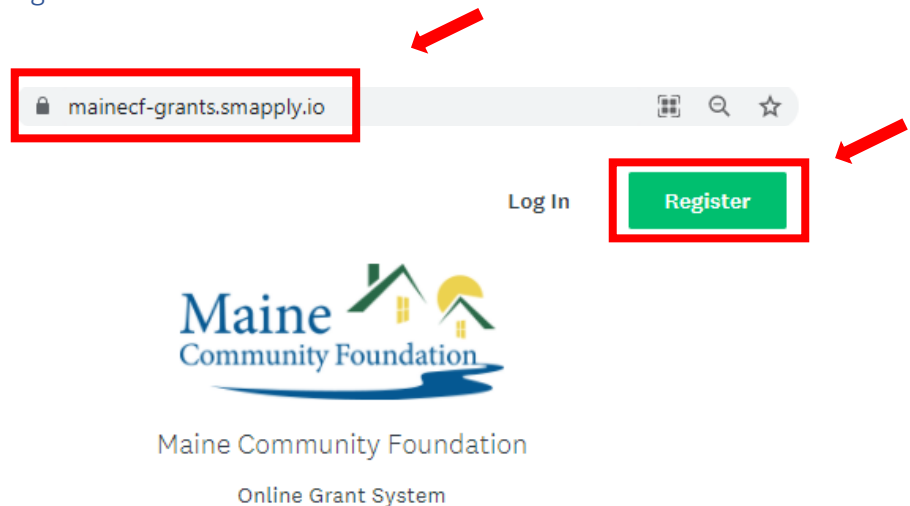 mainecf-grants.smapply.io
Log In Register
Maine
Community Foundation
Maine Community Foundation
Online Grant System